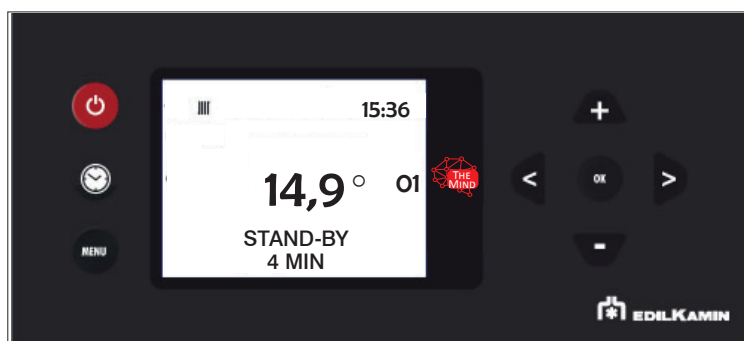 15:36
14,9° 01
THE
MIND
STAND-BY
4 MIN
MENU
+
< OK >
-
EDILKAMIN